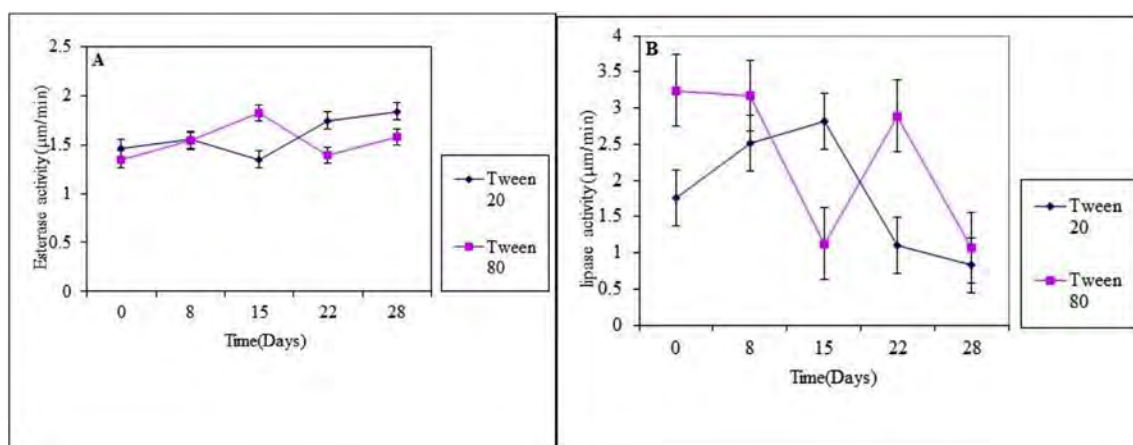 A
2.5
2
1.5
1
0.5
0
Esterase activity (µm/min)
0 8 15 22 28
Time(Days)
Tween
20
Tween
80
B
4
3.5
3
2.5
2
1.5
1
0.5
0
lipase activity (µm/min)
0 8 15 22 28
Time(Days)
Tween
20
Tween
80